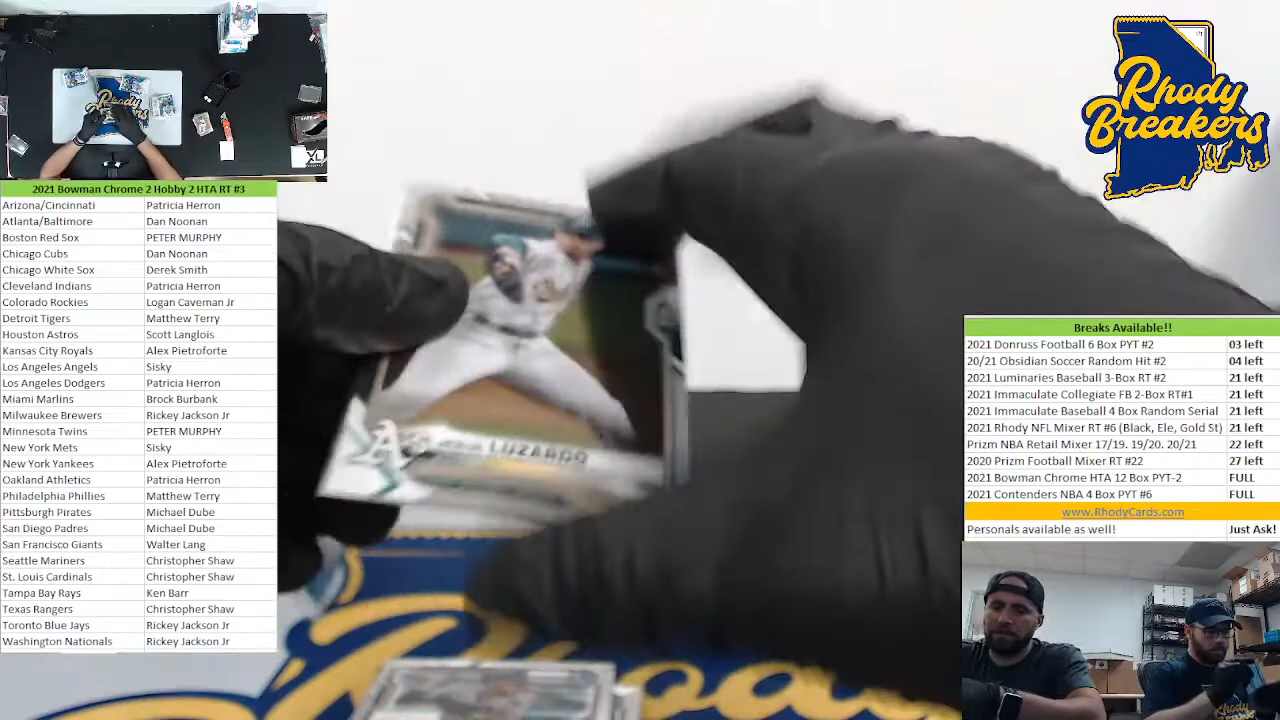 Rhody
Breakers
2021 Bowman Chrome 2 Hobby 2 HTA RT #3
Arizona/Cincinnati Patricia Herron
Atlanta/Baltimore Dan Noonan
Boston Red Sox PETER MURPHY
Chicago Cubs Dan Noonan
Chicago White Sox Derek Smith
Cleveland Indians Patricia Herron
Colorado Rockies Logan Caveman Jr
Detroit Tigers Matthew Terry
Houston Astros Scott Langlois
Kansas City Royals Alex Pietroforte
Los Angeles Angels Sisky
Los Angeles Dodgers Patricia Herron
Miami Marlins Brock Burbank
Milwaukee Brewers Rickey Jackson Jr
Minnesota Twins PETER MURPHY
New York Mets Sisky
New York Yankees Alex Pietroforte
Oakland Athletics Patricia Herron
Philadelphia Phillies Matthew Terry
Pittsburgh Pirates Michael Dube
San Diego Padres Michael Dube
San Francisco Giants Walter Lang
Seattle Mariners Christopher Shaw
St. Louis Cardinals Christopher Shaw
Tampa Bay Rays Ken Barr
Texas Rangers Christopher Shaw
Toronto Blue Jays Rickey Jackson Jr
Washington Nationals Rickey Jackson Jr
LUZARDO
Breaks Available!!
2021 Donruss Football 6 Box PYT #2 03 left
20/21 Obsidian Soccer Random Hit #2 04 left
2021 Luminaries Baseball 3-Box RT #2 21 left
2021 Immaculate Collegiate FB 2-Box RT#1 21 left
2021 Immaculate Baseball 4 Box Random Serial 21 left
2021 Rhody NFL Mixer RT #6 (Black, Ele, Gold St) 21 left
Prizm NBA Retail Mixer 17/19. 19/20. 20/21 22 left
2020 Prizm Football Mixer RT #22 27 left
2021 Bowman Chrome HTA 12 Box PYT-2 FULL
2021 Contenders NBA 4 Box PYT #6 FULL
www.RhodyCards.com
Personals available as well! Just Ask!
Rhody